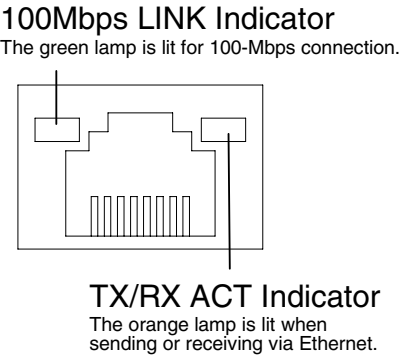 100Mbps LINK Indicator
The green lamp is lit for 100-Mbps connection.
TX/RX ACT Indicator
The orange lamp is lit when
sending or receiving via Ethernet.